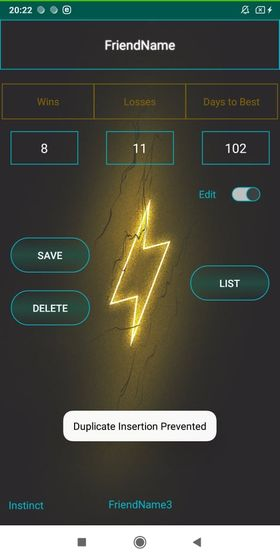 20:22
FriendName
Wins Losses Days to Best
8 11 102
Edit
SAVE
LIST
DELETE
Duplicate Insertion Prevented
Instinct FriendName3